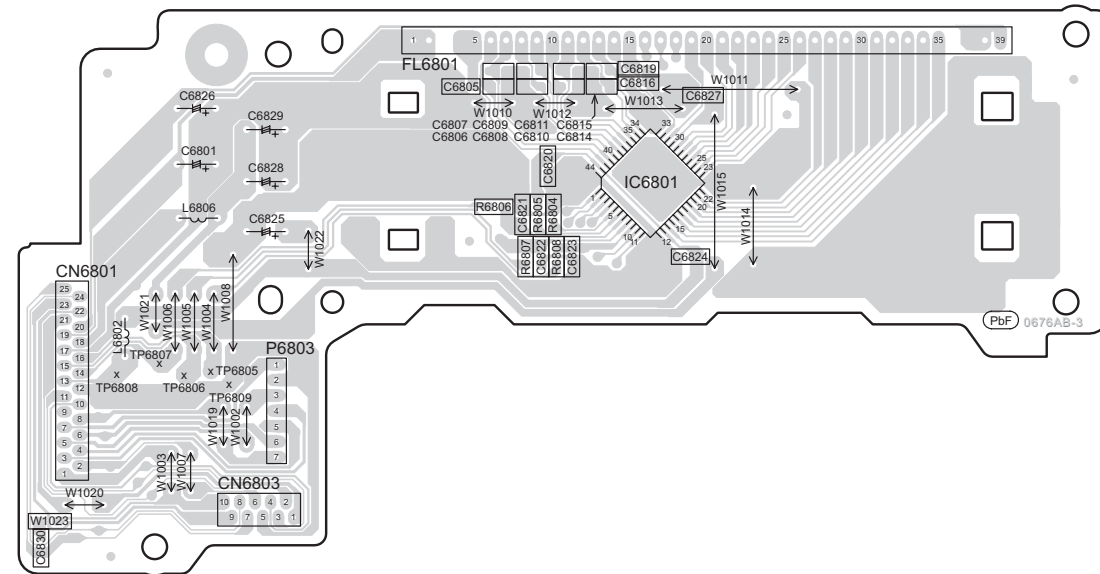 1 5 10 15 20 25 30 35 39
FL6801
C6805
C6819
C6816
W1011
C6827
W1010
W1012
W1013
C6807 C6809 C6811 C6815
C6806 C6808 C6810 C6814
C6826
C6829
C6801
C6828
L6806
C6825
W1022
C6820
34
35
33
30
40
25
23
44
IC6801
1
22
20
5
15
10
11
12
W1015
W1014
R6806
C6821
R6805
R6804
R6807
C6822
R6808
C6823
C6824
PbF 0676AB-3
CN6801
25
24
23
22
21
20
19
18
17
16
15
14
13
12
11
10
9
8
7
6
5
4
3
2
1
W1021
W1006
W1005
W1004
W1008
L6802
TP6807
TP6808
TP6806
TP6805
TP6809
P6803
1
2
3
4
5
6
7
W1019
W1002
W1003
W1007
W1020
W1023
C6830
CN6803
10 8 6 4 2
9 7 5 3 1